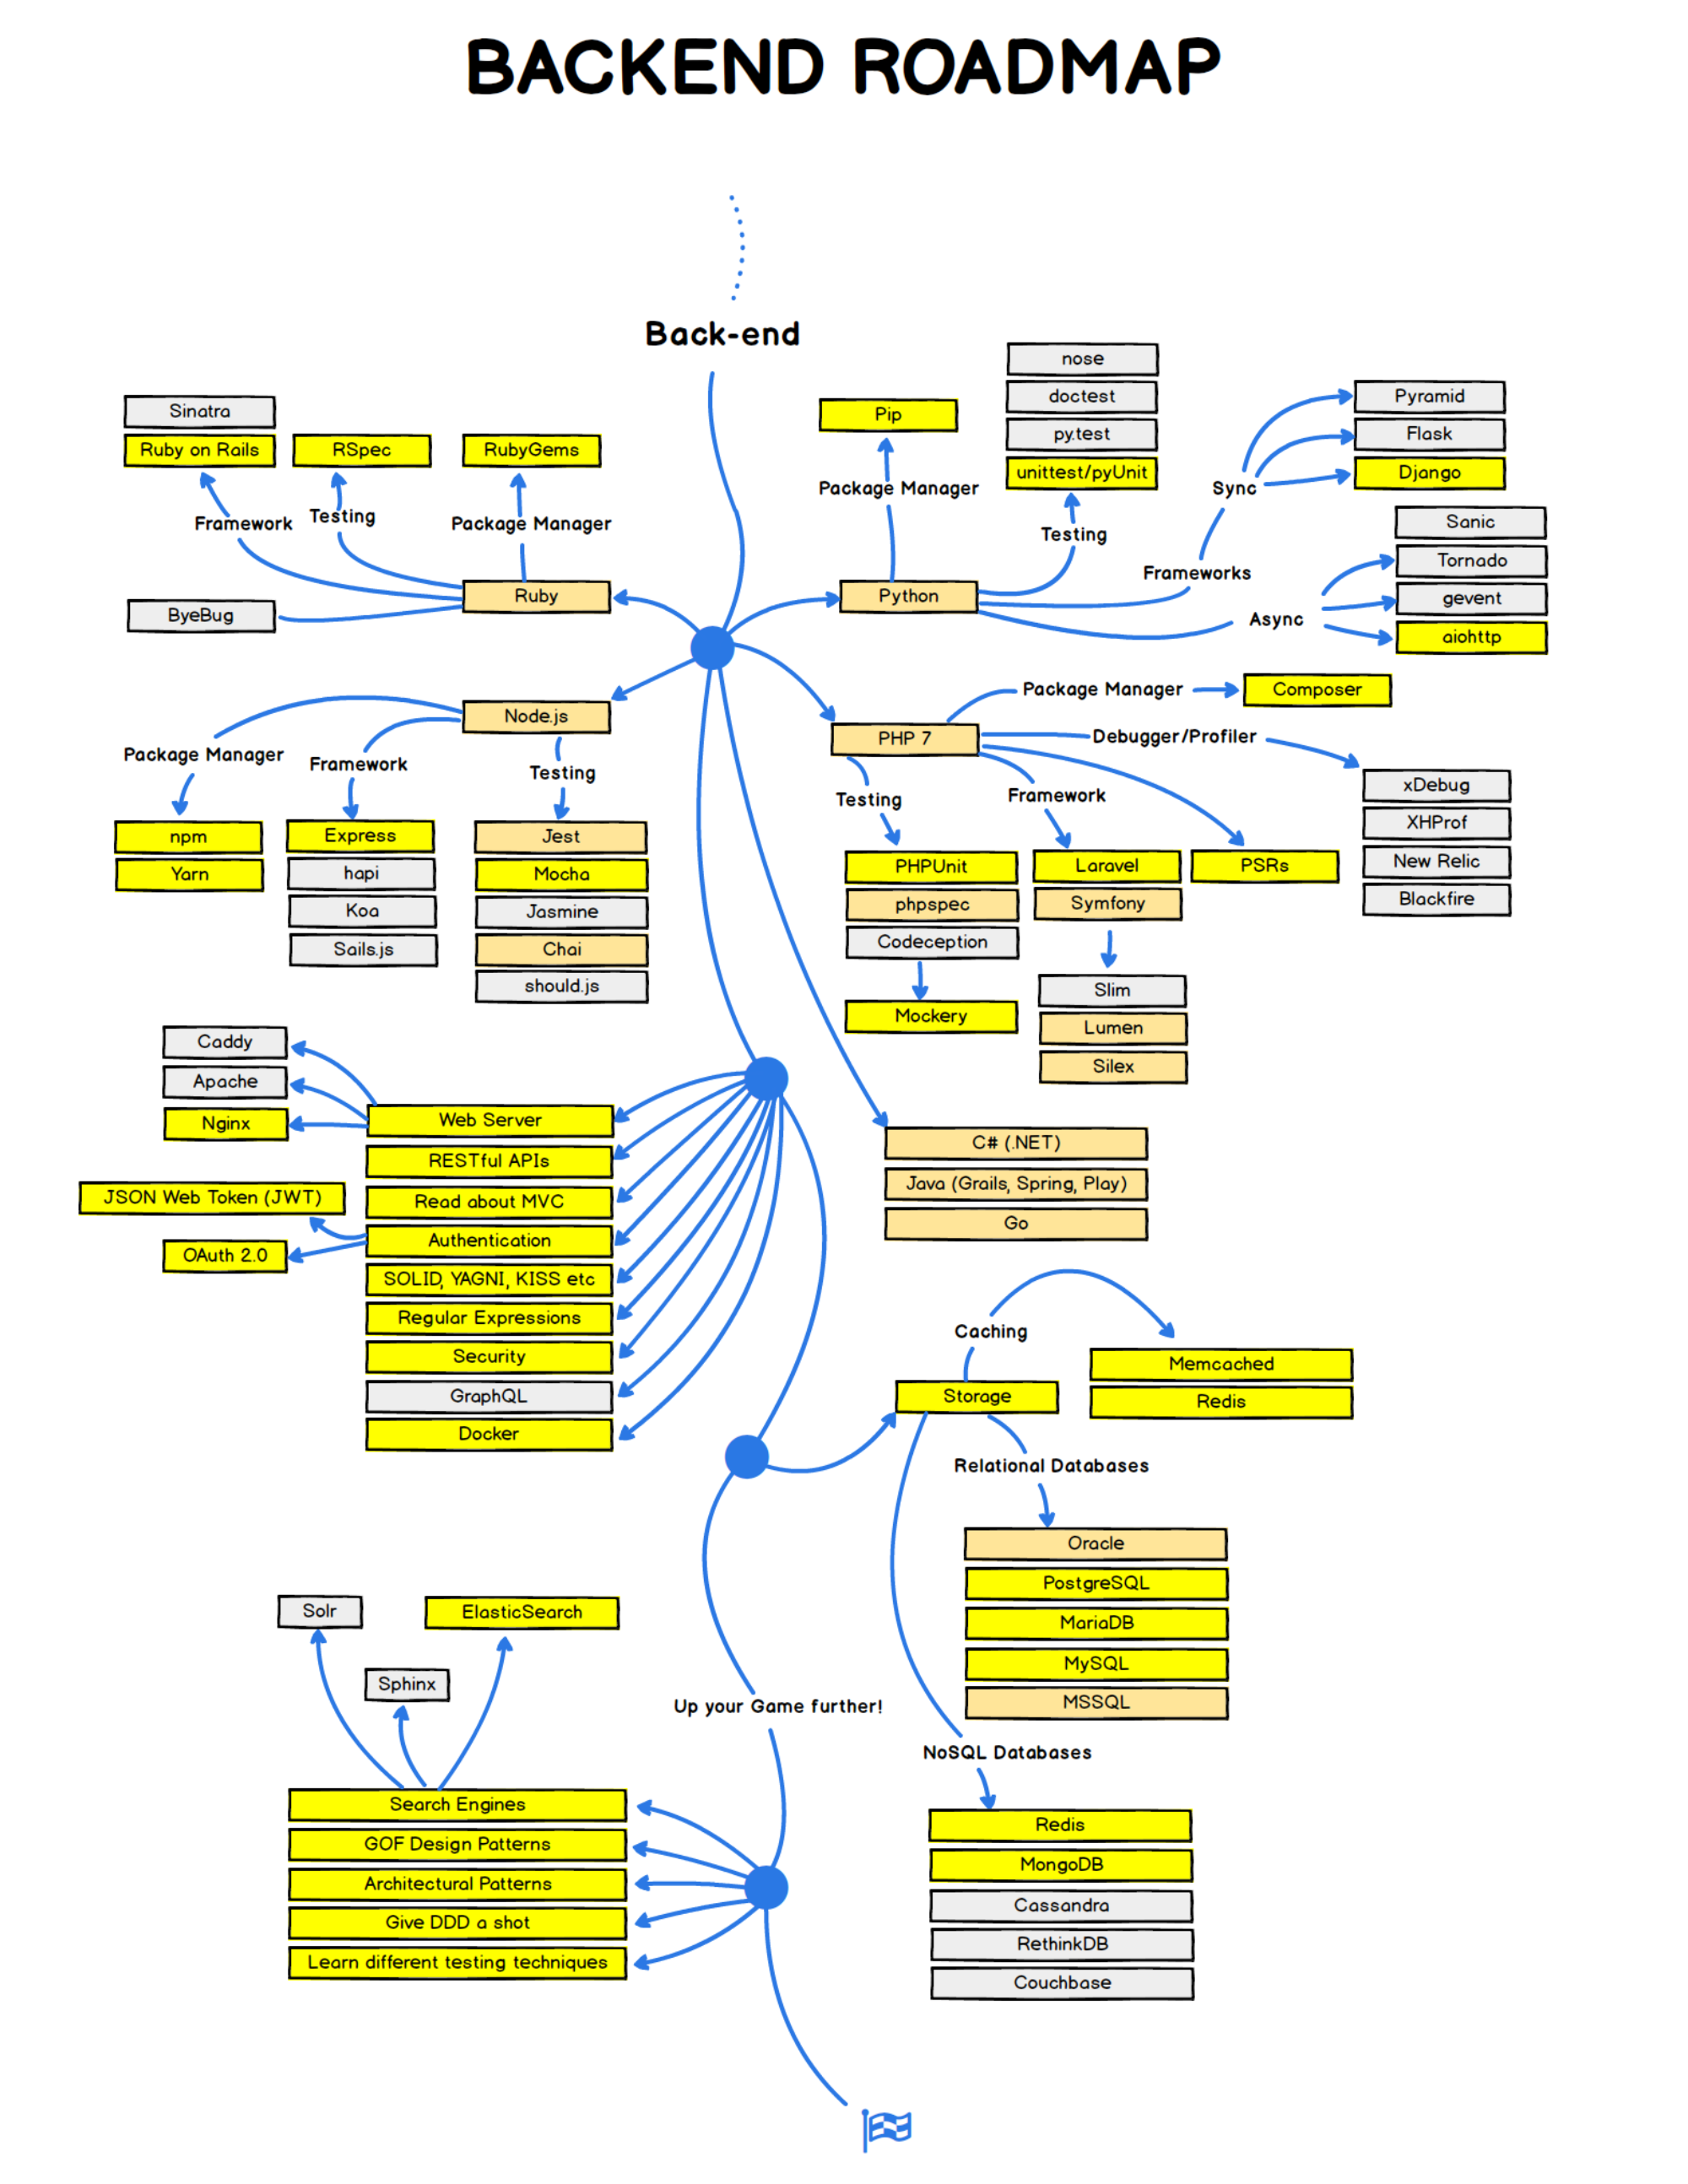 BACKEND ROADMAP
Back-end
Sinatra
Ruby on Rails
RSpec
RubyGems
Framework
Testing
Package Manager
Ruby
ByeBug
Pip
Package Manager
nose
doctest
py.test
unittest/pyUnit
Testing
Python
Pyramid
Flask
Django
Sync
Frameworks
Sanic
Tornado
gevent
aiohttp
Async
Node.js
Package Manager
Framework
Testing
npm
Yarn
Express
hapi
Koa
Sails.js
Jest
Mocha
Jasmine
Chai
should.js
PHP 7
Package Manager
Composer
Debugger/Profiler
xDebug
XHProf
New Relic
Blackfire
Testing
Framework
PHPUnit
phpspec
Codeception
Mockery
Laravel
Symfony
Slim
Lumen
Silex
PSRs
Caddy
Apache
Nginx
Web Server
RESTful APIs
JSON Web Token (JWT)
Read about MVC
Authentication
OAuth 2.0
SOLID, YAGNI, KISS etc
Regular Expressions
Security
GraphQL
Docker
C# (.NET)
Java (Grails, Spring, Play)
Go
Caching
Memcached
Redis
Storage
Relational Databases
Oracle
PostgreSQL
MariaDB
MySQL
MSSQL
NoSQL Databases
Redis
MongoDB
Cassandra
RethinkDB
Couchbase
Up your Game further!
Solr
ElasticSearch
Sphinx
Search Engines
GOF Design Patterns
Architectural Patterns
Give DDD a shot
Learn different testing techniques